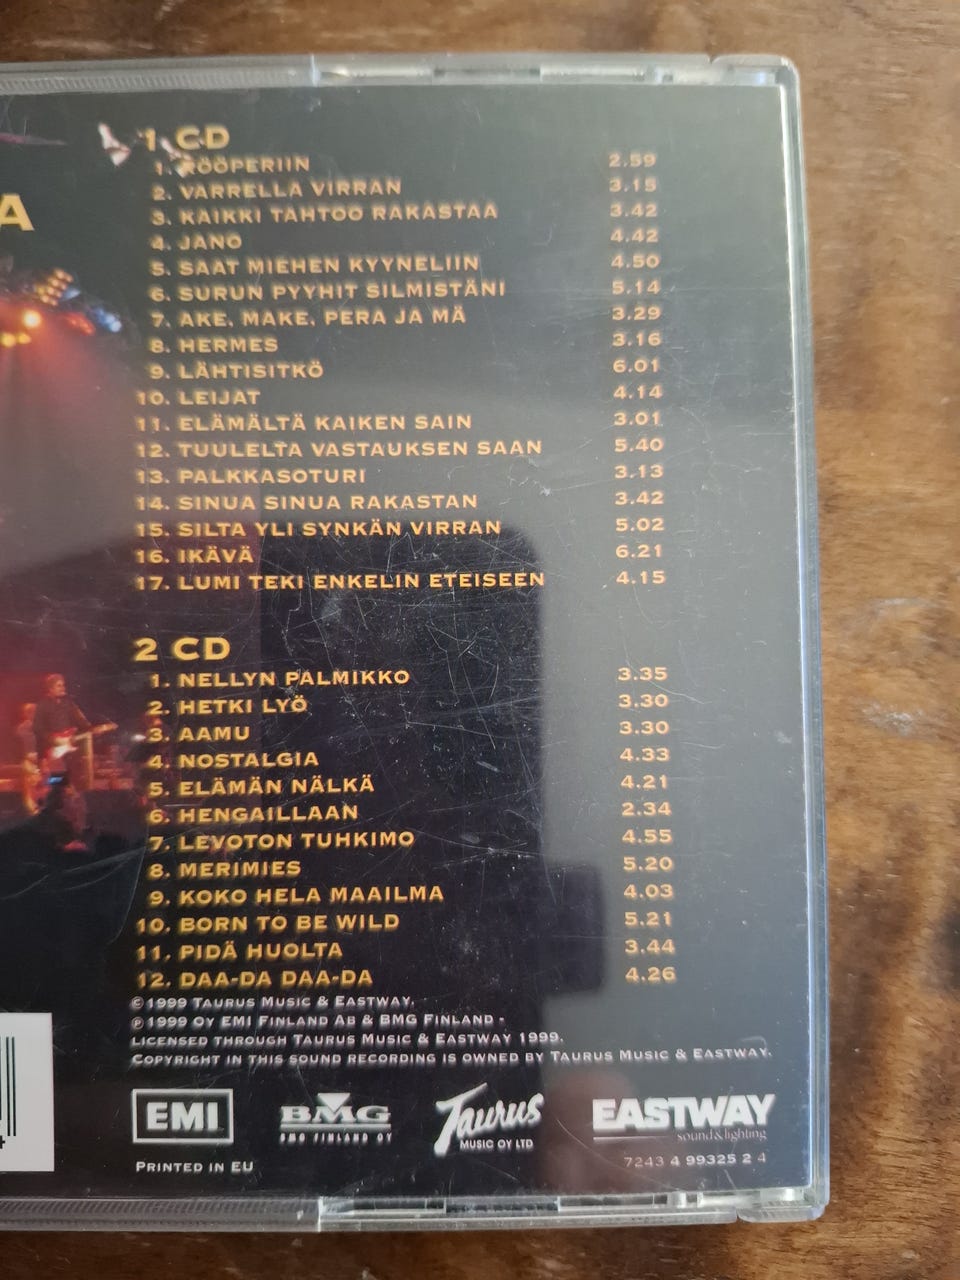 A
1 CD
1. RÖÖPERIIN 2.59
2. VARRELLA VIRRAN 3.15
3. KAIKKI TAHTOO RAKASTAA 3.42
4. JANO 4.42
5. SAAT MIEHEN KYYNELIIN 4.50
6. SURUN PYYHIT SILMISTÄNI 5.14
7. AKE, MAKE, PERA JA MÄ 3.29
8. HERMES 3.16
9. LÄHTISITKÖ 6.01
10. LEIJAT 4.14
11. ELÄMÄLTÄ KAIKEN SAIN 3.01
12. TUULELTA VASTAUKSEN SAAN 5.40
13. PALKKASOTURI 3.13
14. SINUA SINUA RAKASTAN 3.42
15. SILTA YLI SYNKÄN VIRRAN 5.02
16. IKÄVÄ 6.21
17. LUMI TEKI ENKELIN ETEISEEN 4.15
2 CD
1. NELLYN PALMIKKO 3.35
2. HETKI LYÖ 3.30
3. AAMU 3.30
4. NOSTALGIA 4.33
5. ELÄMÄN NÄLKÄ 4.21
6. HENGAILLAAN 2.34
7. LEVOTON TUHKIMO 4.55
8. MERIMIES 5.20
9. KOKO HELA MAAILMA 4.03
10. BORN TO BE WILD 5.21
11. PIDÄ HUOLTA 3.44
12. DAA-DA DAA-DA 4.26
© 1999 TAURUS MUSIC & EASTWAY.
℗ 1999 OY EMI FINLAND AB & BMG FINLAND -
LICENSED THROUGH TAURUS MUSIC & EASTWAY 1999.
COPYRIGHT IN THIS SOUND RECORDING IS OWNED BY TAURUS MUSIC & EASTWAY.
EMI
BMG
BMG FINLAND OY
Taurus
MUSIC OY LTD
EASTWAY
sound & lighting
PRINTED IN EU
7243 4 99325 2 4
4